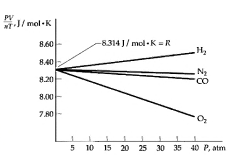 PV/nT, J / mol • K
8.314 J / mol • K = R
H₂
8.60
8.40
N₂
8.20
CO
8.00
7.80
O₂
5 10 15 20 25 30 35 40 P, atm